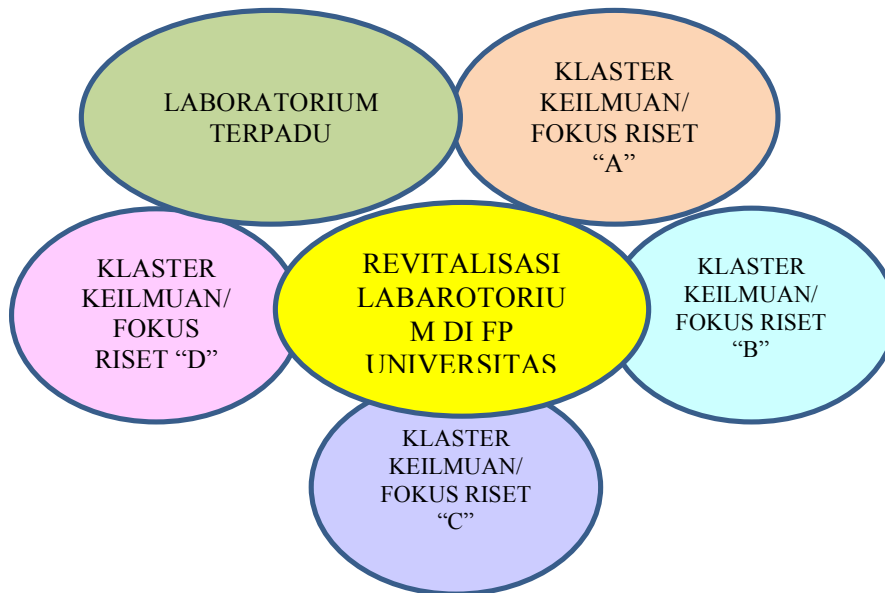 LABORATORIUM
TERPADU
KLASTER
KEILMUAN/
FOKUS RISET
“A”
KLASTER
KEILMUAN/
FOKUS
RISET “D”
REVITALISASI
LABAROTORIU
M DI FP
UNIVERSITAS
KLASTER
KEILMUAN/
FOKUS RISET
“B”
KLASTER
KEILMUAN/
FOKUS RISET
“C”